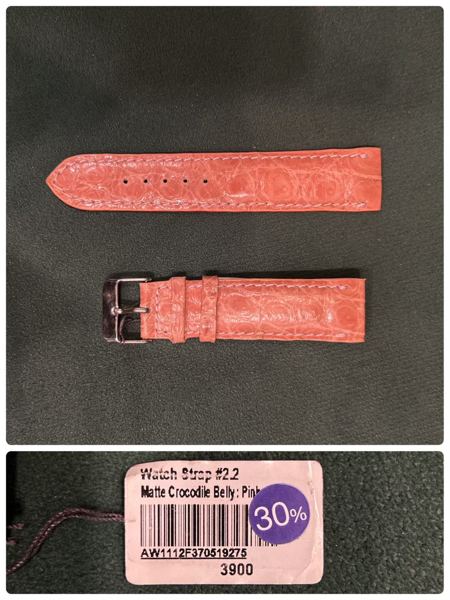 Watch Strap #2.2
Matte Crocodile Belly: Pink
30%
AW1112F370519275
3900